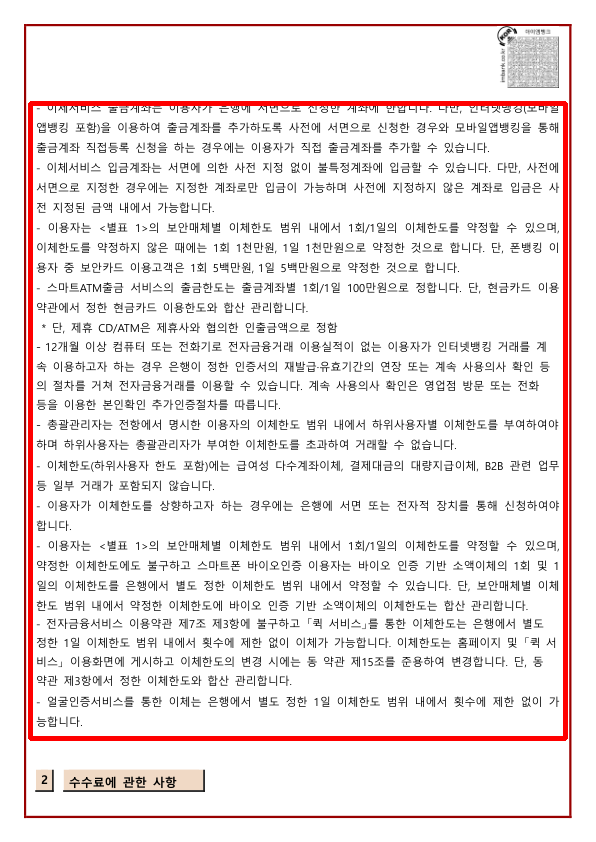 아이엠뱅크
imbank.co.kr
- 이체서비스 출금계좌는 이용자가 은행에 서면으로 신청한 계좌에 한합니다. 다만, 인터넷뱅킹(모바일
앱뱅킹 포함)을 이용하여 출금계좌를 추가하도록 사전에 서면으로 신청한 경우와 모바일앱뱅킹을 통해
출금계좌 직접등록 신청을 하는 경우에는 이용자가 직접 출금계좌를 추가할 수 있습니다.
- 이체서비스 입금계좌는 서면에 의한 사전 지정 없이 불특정계좌에 입금할 수 있습니다. 다만, 사전에
서면으로 지정한 경우에는 지정한 계좌로만 입금이 가능하며 사전에 지정하지 않은 계좌로 입금은 사
전 지정된 금액 내에서 가능합니다.
- 이용자는 <별표 1>의 보안매체별 이체한도 범위 내에서 1회/1일의 이체한도를 약정할 수 있으며,
이체한도를 약정하지 않은 때에는 1회 1천만원, 1일 1천만원으로 약정한 것으로 합니다. 단, 폰뱅킹 이
용자 중 보안카드 이용고객은 1회 5백만원, 1일 5백만원으로 약정한 것으로 합니다.
- 스마트ATM출금 서비스의 출금한도는 출금계좌별 1회/1일 100만원으로 정합니다. 단, 현금카드 이용
약관에서 정한 현금카드 이용한도와 합산 관리합니다.
* 단, 제휴 CD/ATM은 제휴사와 협의한 인출금액으로 정함
- 12개월 이상 컴퓨터 또는 전화기로 전자금융거래 이용실적이 없는 이용자가 인터넷뱅킹 거래를 계
속 이용하고자 하는 경우 은행이 정한 인증서의 재발급·유효기간의 연장 또는 계속 사용의사 확인 등
의 절차를 거쳐 전자금융거래를 이용할 수 있습니다. 계속 사용의사 확인은 영업점 방문 또는 전화
등을 이용한 본인확인 추가인증절차를 따릅니다.
- 총괄관리자는 전항에서 명시한 이용자의 이체한도 범위 내에서 하위사용자별 이체한도를 부여하여야
하며 하위사용자는 총괄관리자가 부여한 이체한도를 초과하여 거래할 수 없습니다.
- 이체한도(하위사용자 한도 포함)에는 급여성 다수계좌이체, 결제대금의 대량지급이체, B2B 관련 업무
등 일부 거래가 포함되지 않습니다.
- 이용자가 이체한도를 상향하고자 하는 경우에는 은행에 서면 또는 전자적 장치를 통해 신청하여야
합니다.
- 이용자는 <별표 1>의 보안매체별 이체한도 범위 내에서 1회/1일의 이체한도를 약정할 수 있으며,
약정한 이체한도에도 불구하고 스마트폰 바이오인증 이용자는 바이오 인증 기반 소액이체의 1회 및 1
일의 이체한도를 은행에서 별도 정한 이체한도 범위 내에서 약정할 수 있습니다. 단, 보안매체별 이체
한도 범위 내에서 약정한 이체한도에 바이오 인증 기반 소액이체의 이체한도는 합산 관리합니다.
- 전자금융서비스 이용약관 제7조 제3항에 불구하고 「퀵 서비스」를 통한 이체한도는 은행에서 별도
정한 1일 이체한도 범위 내에서 횟수에 제한 없이 이체가 가능합니다. 이체한도는 홈페이지 및 「퀵 서
비스」 이용화면에 게시하고 이체한도의 변경 시에는 동 약관 제15조를 준용하여 변경합니다. 단, 동
약관 제3항에서 정한 이체한도와 합산 관리합니다.
- 얼굴인증서비스를 통한 이체는 은행에서 별도 정한 1일 이체한도 범위 내에서 횟수에 제한 없이 가
능합니다.
2 수수료에 관한 사항